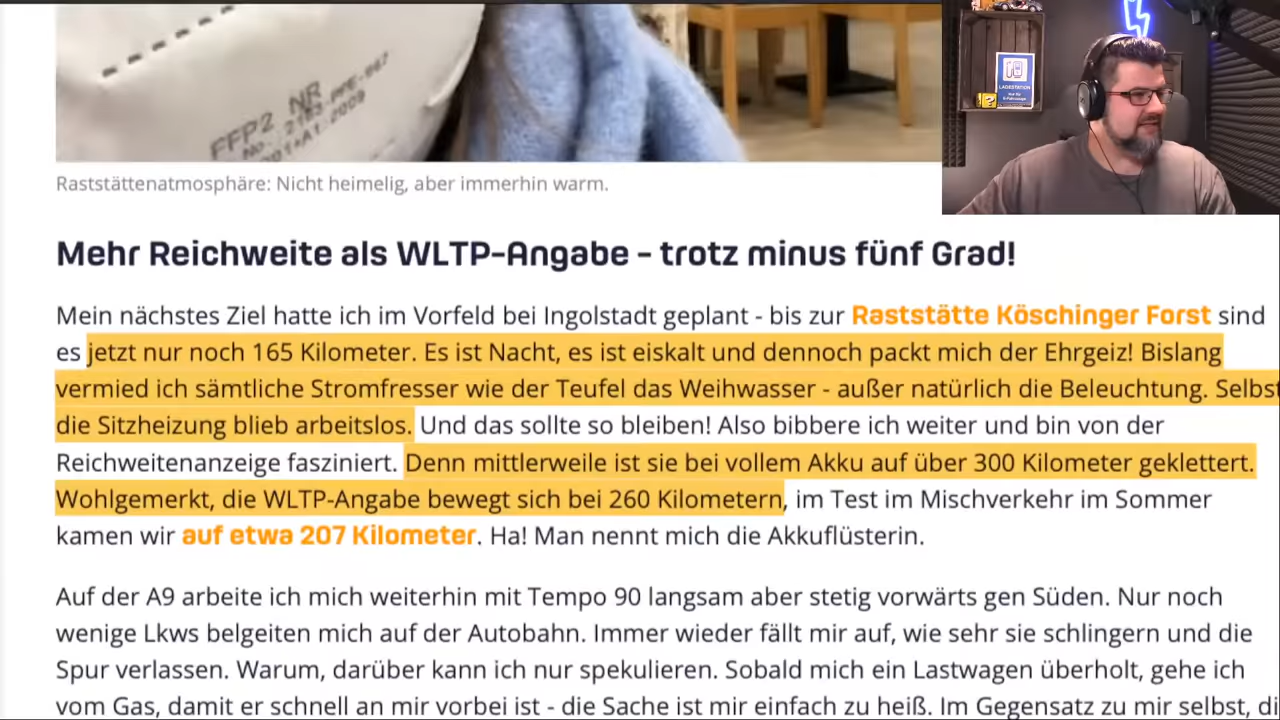 FFP2 NR
No.
Raststättenatmosphäre: Nicht heimelig, aber immerhin warm.
LADESTATION
Mehr Reichweite als WLTP-Angabe - trotz minus fünf Grad!
Mein nächstes Ziel hatte ich im Vorfeld bei Ingolstadt geplant - bis zur Raststätte Köschinger Forst sind
es jetzt nur noch 165 Kilometer. Es ist Nacht, es ist eiskalt und dennoch packt mich der Ehrgeiz! Bislang
vermied ich sämtliche Stromfresser wie der Teufel das Weihwasser - außer natürlich die Beleuchtung. Selbst
die Sitzheizung blieb arbeitslos. Und das sollte so bleiben! Also bibbere ich weiter und bin von der
Reichweitenanzeige fasziniert. Denn mittlerweile ist sie bei vollem Akku auf über 300 Kilometer geklettert.
Wohlgemerkt, die WLTP-Angabe bewegt sich bei 260 Kilometern, im Test im Mischverkehr im Sommer
kamen wir auf etwa 207 Kilometer. Ha! Man nennt mich die Akkuflüsterin.
Auf der A9 arbeite ich mich weiterhin mit Tempo 90 langsam aber stetig vorwärts gen Süden. Nur noch
wenige Lkws belgeiten mich auf der Autobahn. Immer wieder fällt mir auf, wie sehr sie schlingern und die
Spur verlassen. Warum, darüber kann ich nur spekulieren. Sobald mich ein Lastwagen überholt, gehe ich
vom Gas, damit er schnell an mir vorbei ist - die Sache ist mir einfach zu heiß. Im Gegensatz zu mir selbst, di